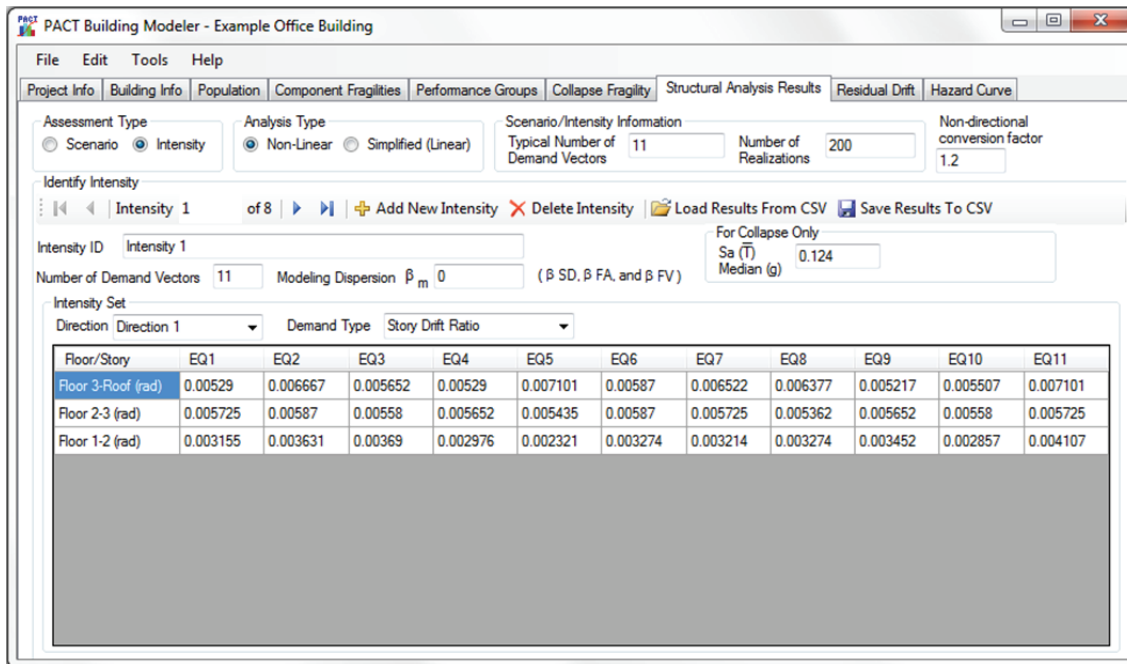 PACT PACT Building Modeler - Example Office Building
File Edit Tools Help
Project Info Building Info Population Component Fragilities Performance Groups Collapse Fragility Structural Analysis Results Residual Drift Hazard Curve
Assessment Type Analysis Type Scenario/Intensity Information Non-directional
Scenario Intensity Non-Linear Simplified (Linear) Typical Number of 11 Number of 200 conversion factor
Demand Vectors Realizations 1.2
Identify Intensity
Intensity 1 of 8 Add New Intensity Delete Intensity Load Results From CSV Save Results To CSV
For Collapse Only
Intensity ID Intensity 1 Sa (T̅) 0.124
Number of Demand Vectors 11 Modeling Dispersion β m 0 ( β SD, β FA, and β FV ) Median (g)
Intensity Set
Direction Direction 1 Demand Type Story Drift Ratio
Floor/Story EQ1 EQ2 EQ3 EQ4 EQ5 EQ6 EQ7 EQ8 EQ9 EQ10 EQ11
Floor 3-Roof (rad) 0.00529 0.006667 0.005652 0.00529 0.007101 0.00587 0.006522 0.006377 0.005217 0.005507 0.007101
Floor 2-3 (rad) 0.005725 0.00587 0.00558 0.005652 0.005435 0.00587 0.005725 0.005362 0.005652 0.00558 0.005725
Floor 1-2 (rad) 0.003155 0.003631 0.00369 0.002976 0.002321 0.003274 0.003214 0.003274 0.003452 0.002857 0.004107